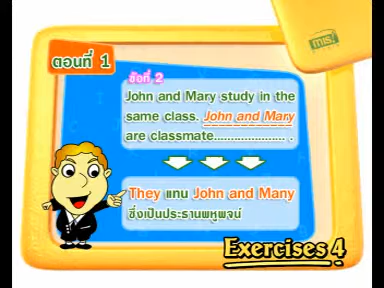 mis
ตอนที่ 1
ข้อที่ 2
John and Mary study in the
same class. John and Mary
are classmate..................... .
They แทน John and Many
ซึ่งเป็นประธานพหูพจน์
Exercises 4